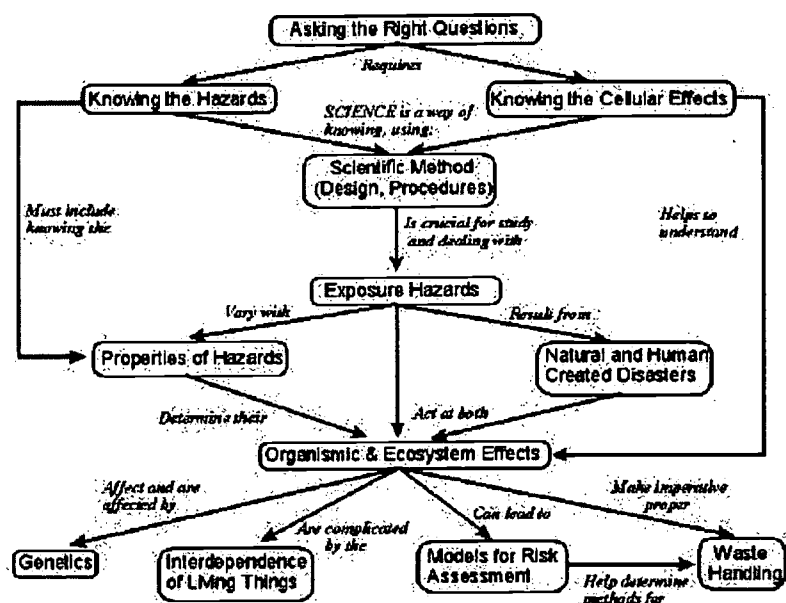 Asking the Right Questions
Requires
Knowing the Hazards
Knowing the Cellular Effects
SCIENCE is a way of
knowing, using:
Scientific Method
(Design, Procedures)
Must include
knowing the
Is crucial for study
and dealing with
Helps to
understand
Exposure Hazards
Vary with
Result from
Properties of Hazards
Natural and Human
Created Disasters
Determine their
Act at both
Organismic & Ecosystem Effects
Affect and are
affected by
Are complicated
by the
Can lead to
Make imperative
proper
Genetics
Interdependence
of Living Things
Models for Risk
Assessment
Waste
Handling
Help determine
methods for